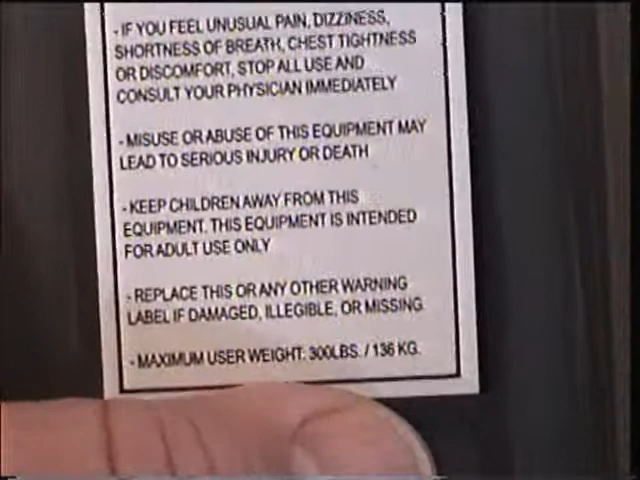 - IF YOU FEEL UNUSUAL PAIN, DIZZINESS,
SHORTNESS OF BREATH, CHEST TIGHTNESS
OR DISCOMFORT, STOP ALL USE AND
CONSULT YOUR PHYSICIAN IMMEDIATELY
- MISUSE OR ABUSE OF THIS EQUIPMENT MAY
LEAD TO SERIOUS INJURY OR DEATH
- KEEP CHILDREN AWAY FROM THIS
EQUIPMENT. THIS EQUIPMENT IS INTENDED
FOR ADULT USE ONLY
- REPLACE THIS OR ANY OTHER WARNING
LABEL IF DAMAGED, ILLEGIBLE, OR MISSING
- MAXIMUM USER WEIGHT: 300LBS. / 136 KG.